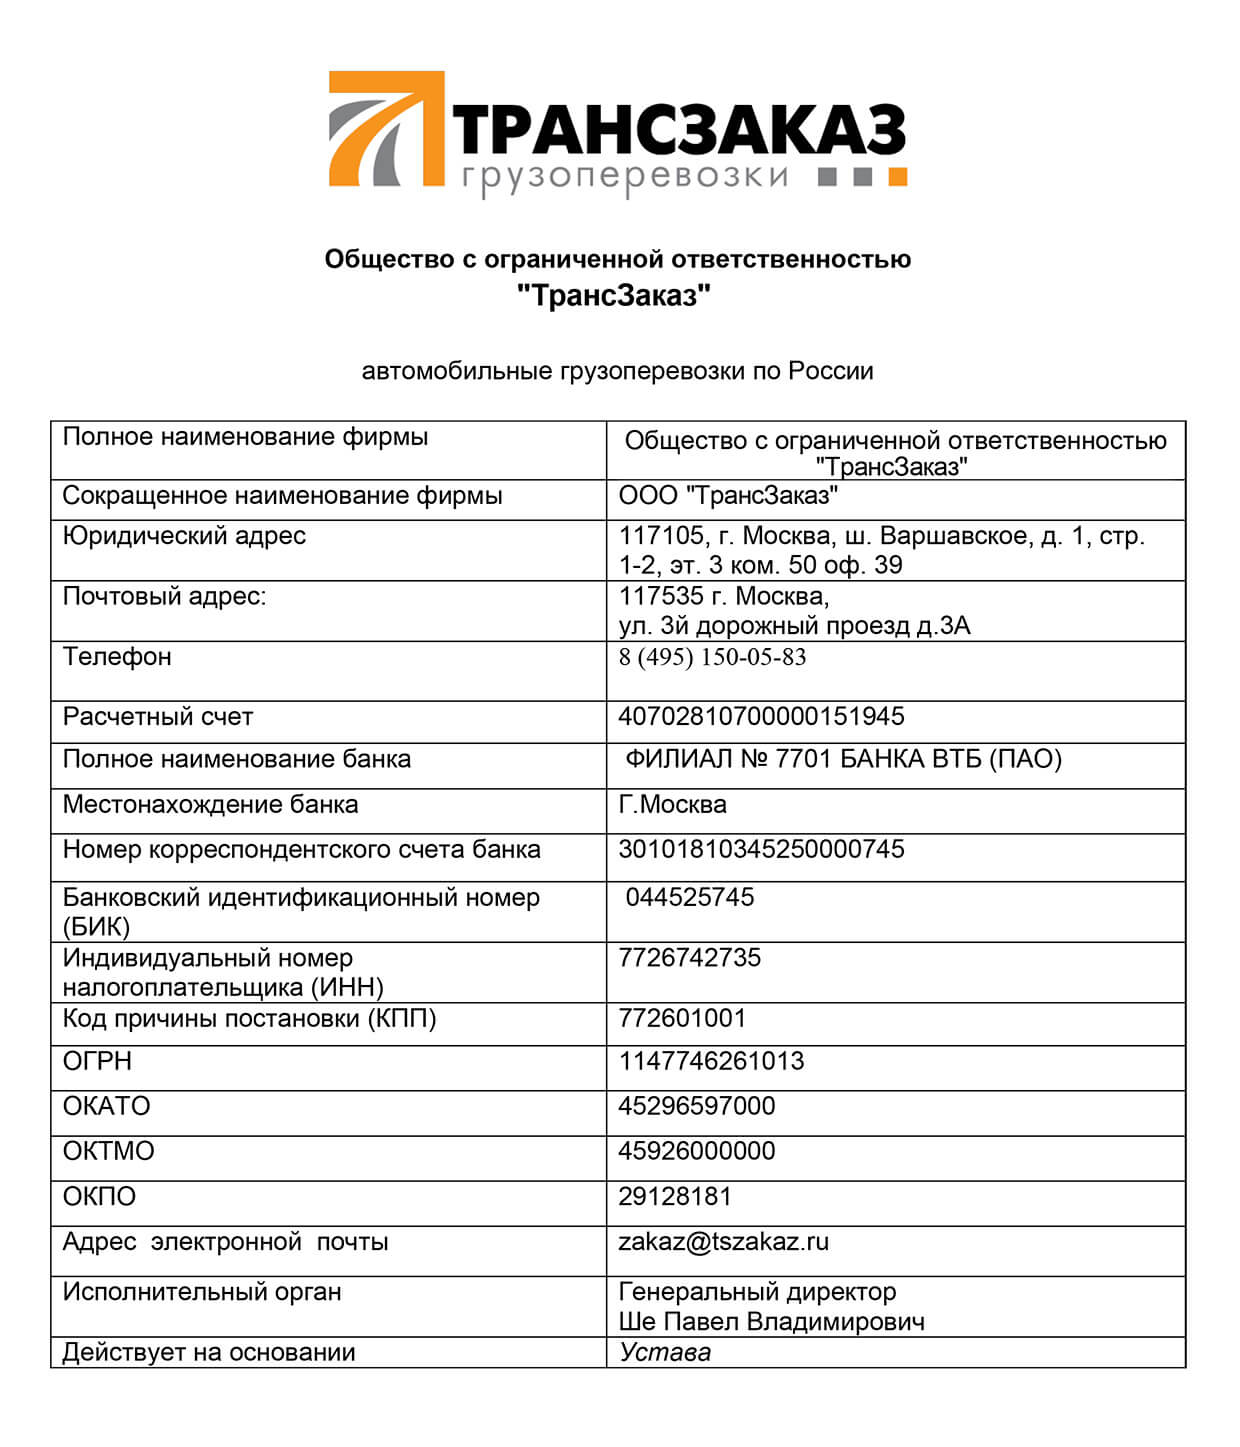 ТРАНСЗАКАЗ
грузоперевозки
Общество с ограниченной ответственностью
"ТрансЗаказ"
автомобильные грузоперевозки по России
Полное наименование фирмы
Общество с ограниченной ответственностью
"ТрансЗаказ"
Сокращенное наименование фирмы
ООО "ТрансЗаказ"
Юридический адрес
117105, г. Москва, ш. Варшавское, д. 1, стр.
1-2, эт. 3 ком. 50 оф. 39
Почтовый адрес:
117535 г. Москва,
ул. 3й дорожный проезд д.3А
Телефон
8 (495) 150-05-83
Расчетный счет
40702810700000151945
Полное наименование банка
ФИЛИАЛ № 7701 БАНКА ВТБ (ПАО)
Местонахождение банка
Г.Москва
Номер корреспондентского счета банка
30101810345250000745
Банковский идентификационный номер
(БИК)
044525745
Индивидуальный номер
налогоплательщика (ИНН)
7726742735
Код причины постановки (КПП)
772601001
ОГРН
1147746261013
ОКАТО
45296597000
ОКТМО
45926000000
ОКПО
29128181
Адрес электронной почты
zakaz@tszakaz.ru
Исполнительный орган
Генеральный директор
Ше Павел Владимирович
Действует на основании
Устава